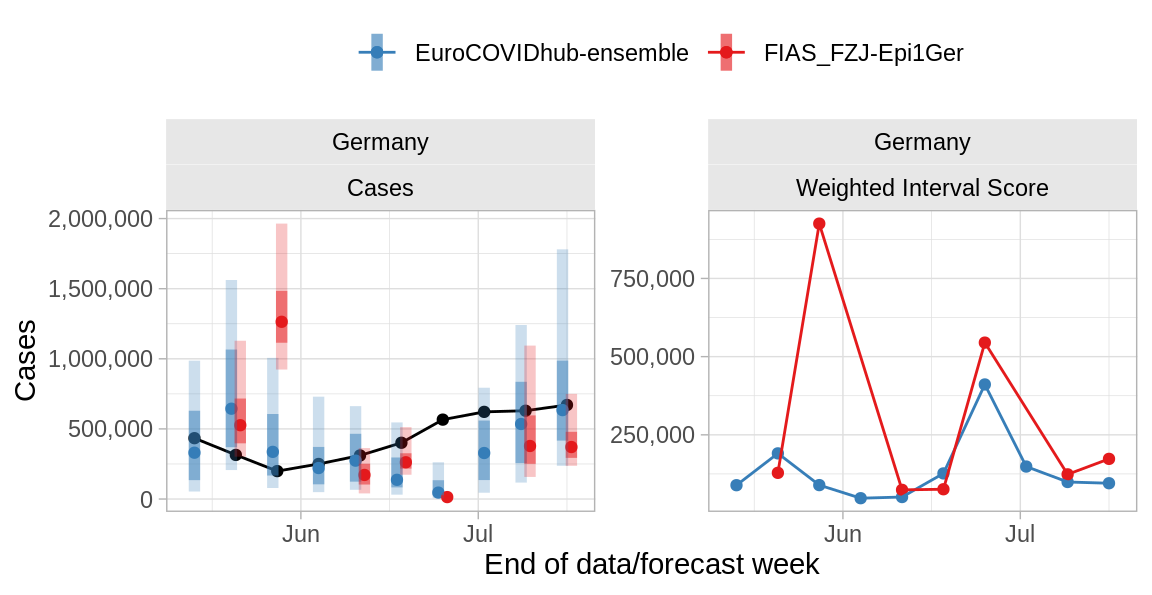 EuroCOVIDhub-ensemble FIAS_FZJ-Epi1Ger
Germany
Cases
2,000,000
1,500,000
1,000,000
500,000
0
Cases
Jun Jul
Germany
Weighted Interval Score
750,000
500,000
250,000
Jun Jul
End of data/forecast week